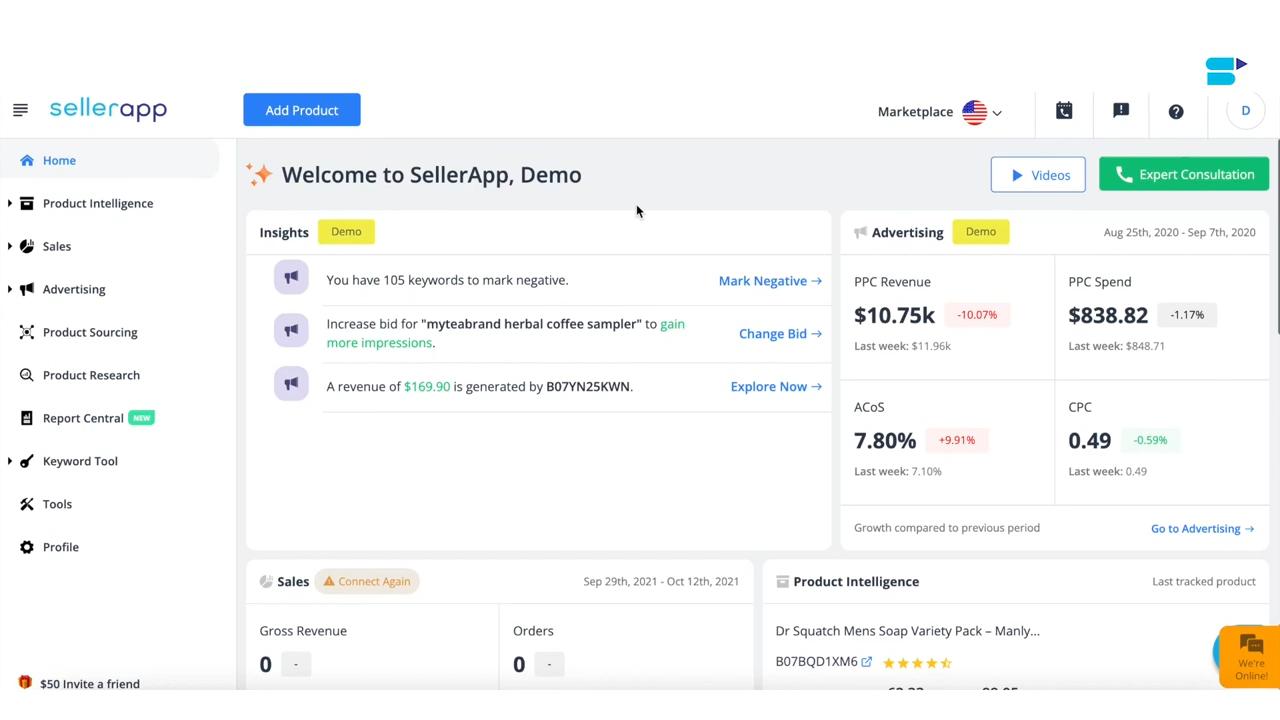 sellerapp
Add Product
Marketplace
D
Home
Product Intelligence
Sales
Advertising
Product Sourcing
Product Research
Report Central NEW
Keyword Tool
Tools
Profile
$50 Invite a friend
Welcome to SellerApp, Demo
Videos
Expert Consultation
Insights Demo
You have 105 keywords to mark negative.
Mark Negative →
Increase bid for "myteabrand herbal coffee sampler" to gain
more impressions.
Change Bid →
A revenue of $169.90 is generated by B07YN25KWN.
Explore Now →
Advertising Demo
Aug 25th, 2020 - Sep 7th, 2020
PPC Revenue
$10.75k -10.07%
Last week: $11.96k
PPC Spend
$838.82 -1.17%
Last week: $848.71
ACoS
7.80% +9.91%
Last week: 7.10%
CPC
0.49 -0.59%
Last week: 0.49
Growth compared to previous period
Go to Advertising →
Sales Connect Again
Sep 29th, 2021 - Oct 12th, 2021
Gross Revenue
0 -
Orders
0 -
Product Intelligence
Last tracked product
Dr Squatch Mens Soap Variety Pack – Manly...
B07BQD1XM6
We're
Online!